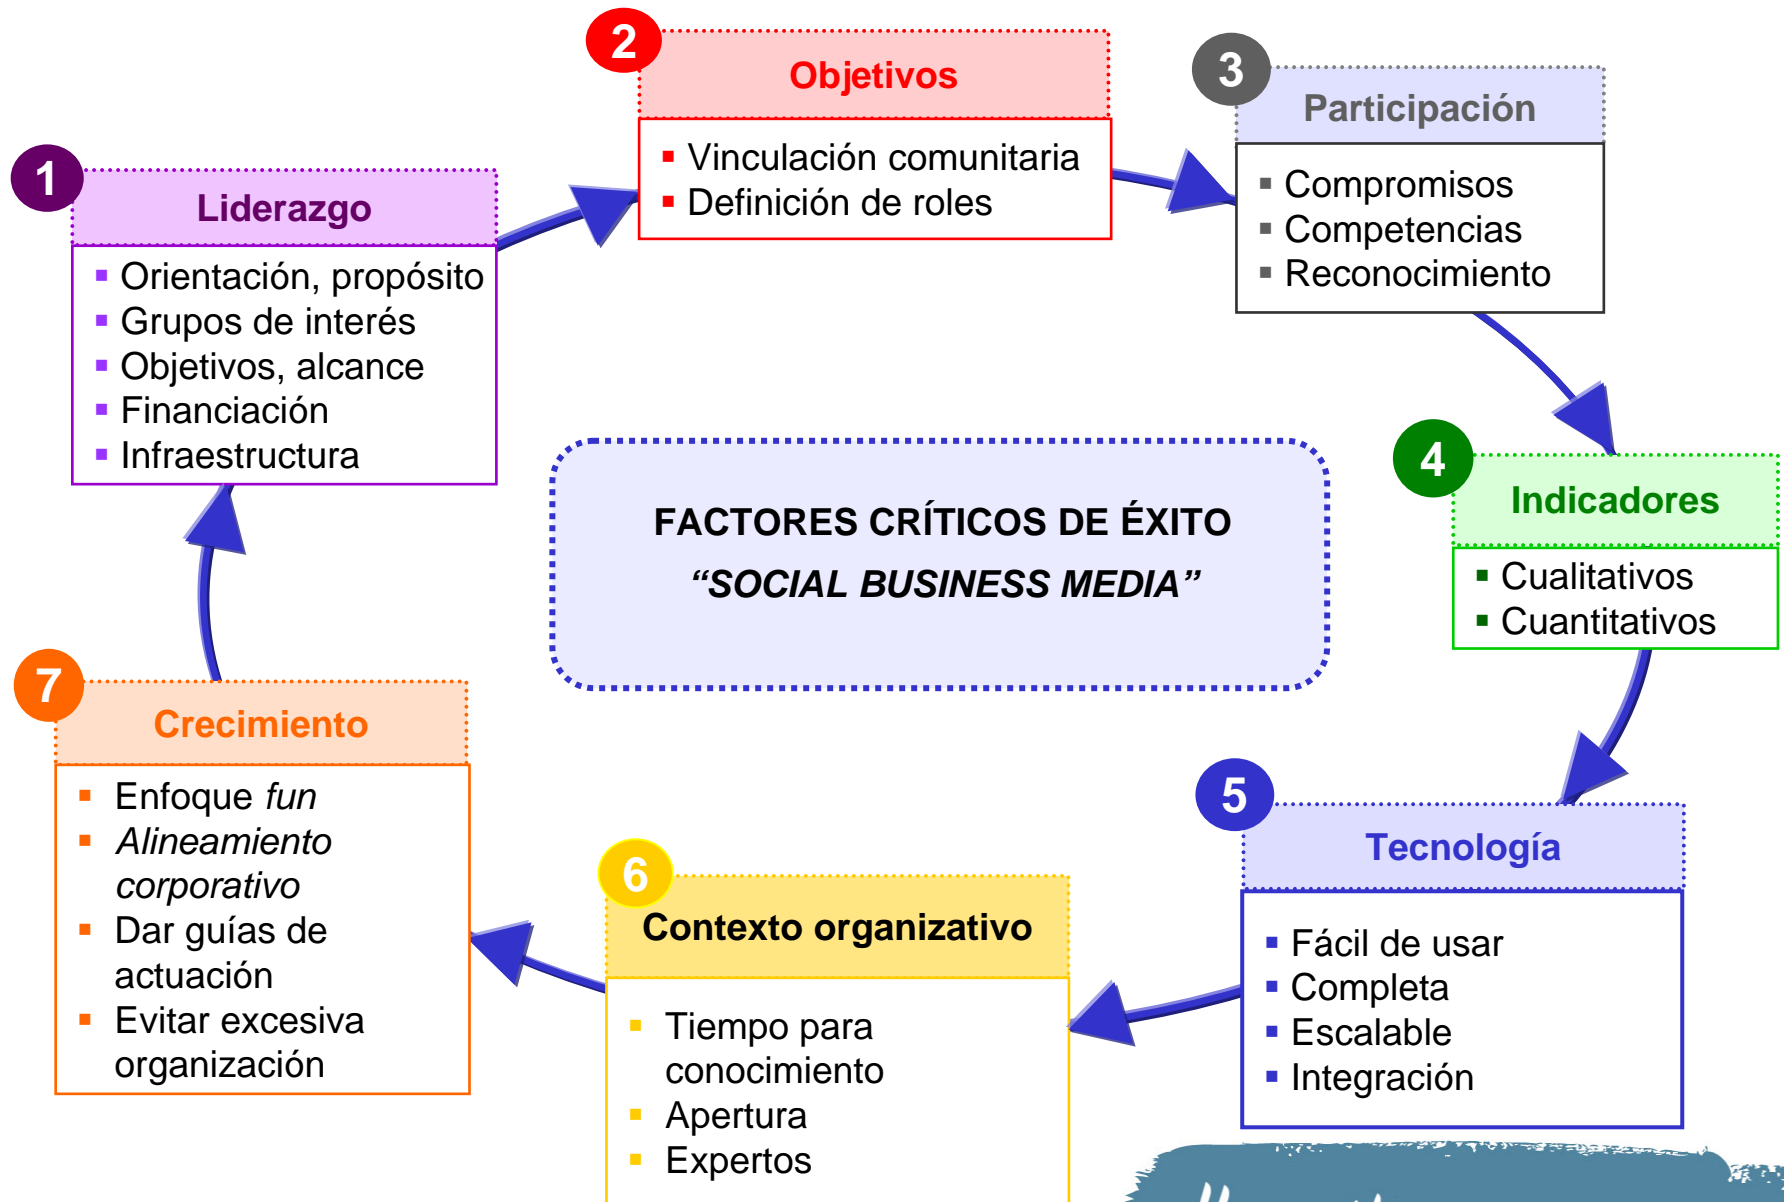 1
Liderazgo
Orientación, propósito
Grupos de interés
Objetivos, alcance
Financiación
Infraestructura
2
Objetivos
Vinculación comunitaria
Definición de roles
3
Participación
Compromisos
Competencias
Reconocimiento
FACTORES CRÍTICOS DE ÉXITO
“SOCIAL BUSINESS MEDIA”
4
Indicadores
Cualitativos
Cuantitativos
5
Tecnología
Fácil de usar
Completa
Escalable
Integración
6
Contexto organizativo
Tiempo para
conocimiento
Apertura
Expertos
7
Crecimiento
Enfoque fun
Alineamiento
corporativo
Dar guías de
actuación
Evitar excesiva
organización